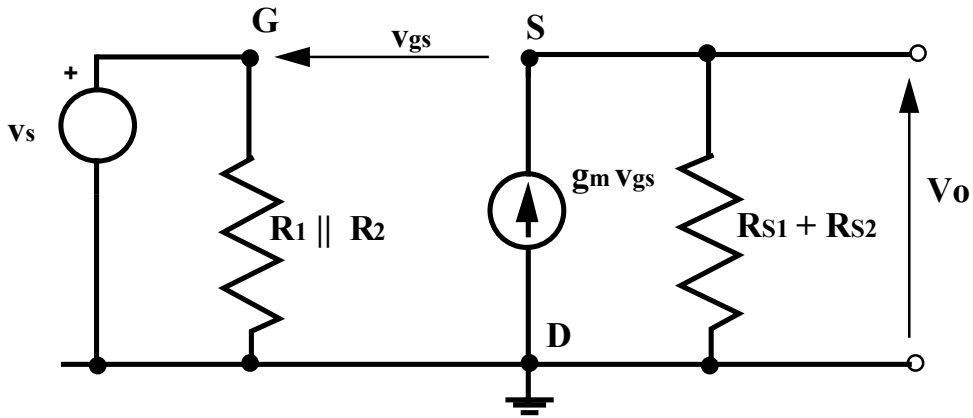 G
vgs
S
+
vs
gm vgs
Vo
R1 || R2
RS1 + RS2
D